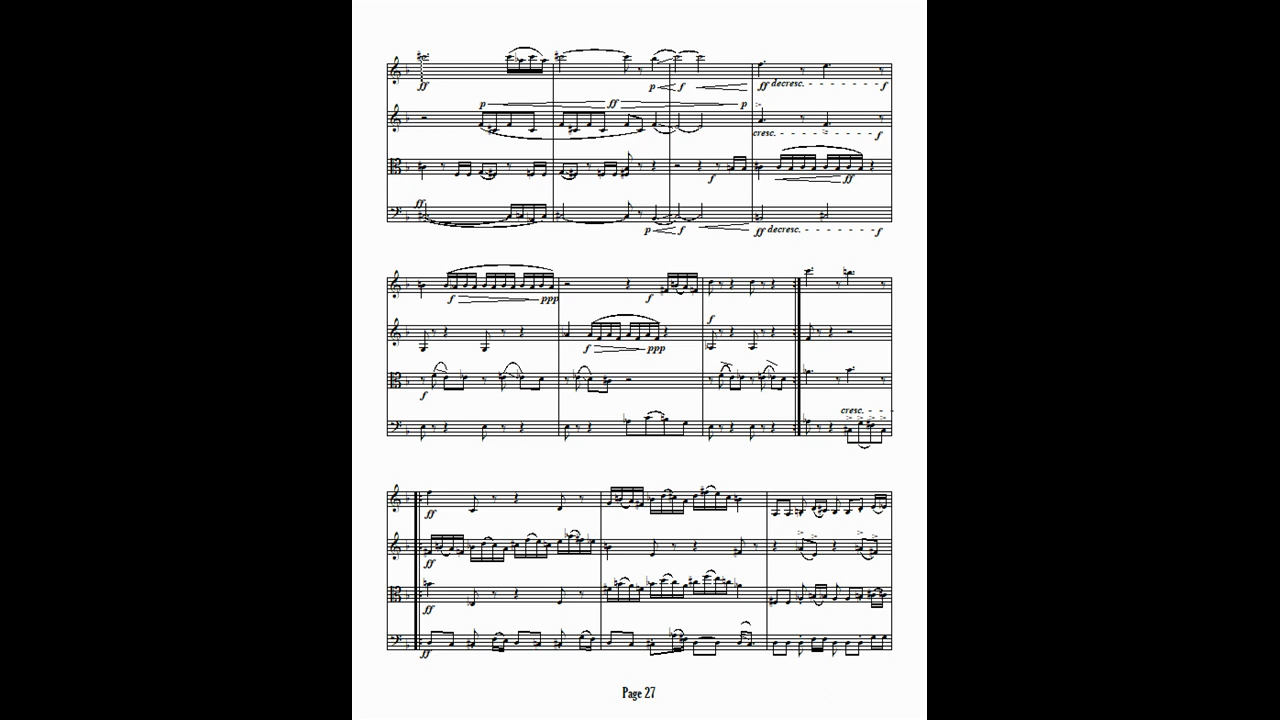 ff p f ff decresc. f
p ff p
cresc. f
f ff
ff
p f ff decresc. f
f ppp f
f
f ppp
f
cresc.
ff
ff
ff
ff
Page 27